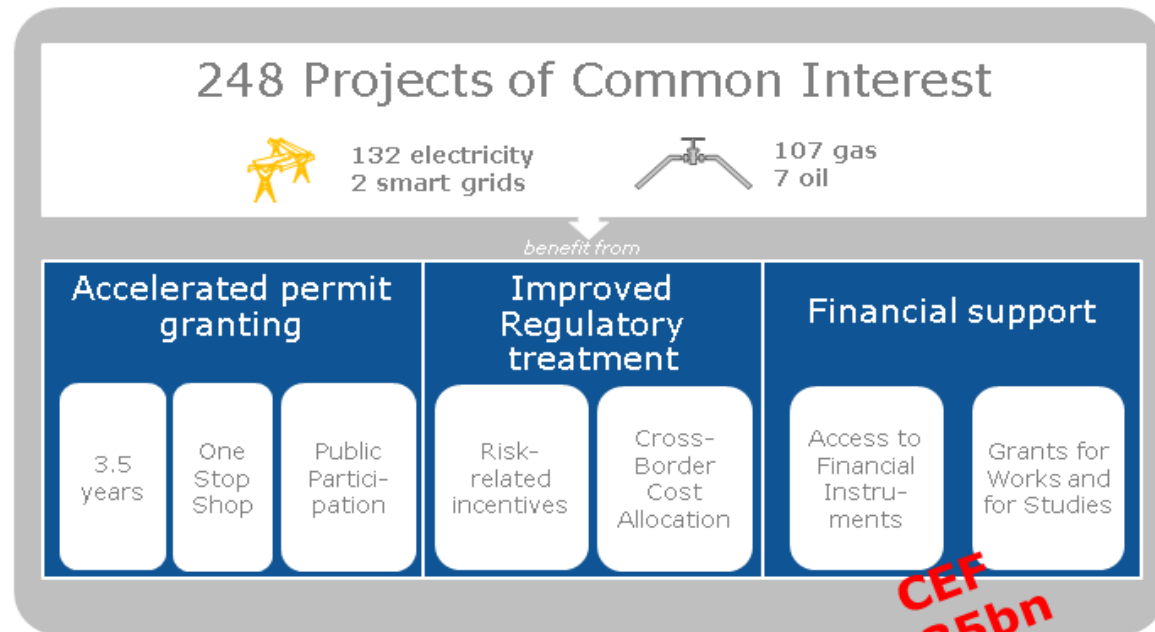 248 Projects of Common Interest
132 electricity
2 smart grids
107 gas
7 oil
benefit from
Accelerated permit
granting
3.5
years
One
Stop
Shop
Public
Partici-
pation
Improved
Regulatory
treatment
Risk-
related
incentives
Cross-
Border
Cost
Allocation
Financial support
Access to
Financial
Instru-
ments
Grants for
Works and
for Studies
CEF